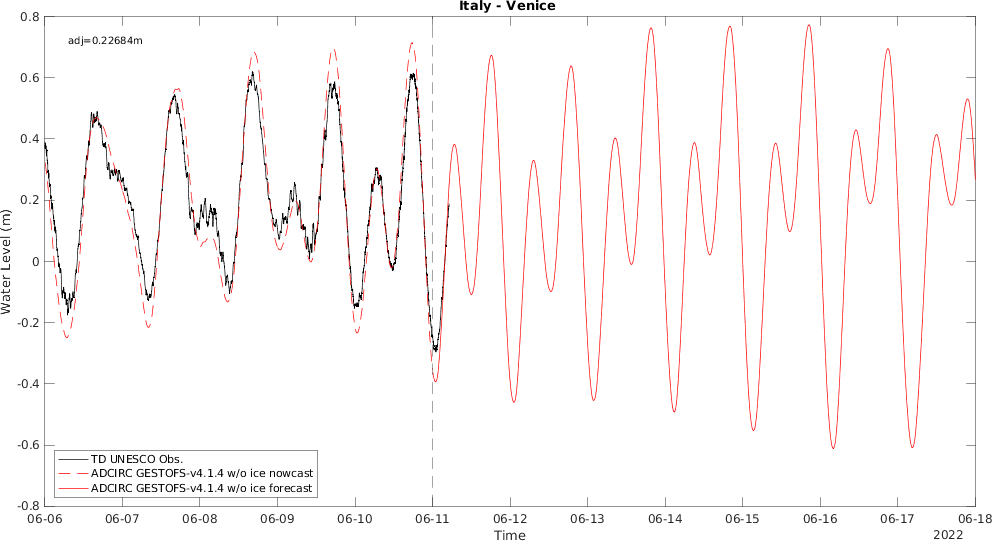 Italy - Venice
adj=0.22684m
0.8
0.6
0.4
0.2
0
-0.2
-0.4
-0.6
-0.8
Water Level (m)
TD UNESCO Obs.
ADCIRC GESTOFS-v4.1.4 w/o ice nowcast
ADCIRC GESTOFS-v4.1.4 w/o ice forecast
06-06 06-07 06-08 06-09 06-10 06-11 06-12 06-13 06-14 06-15 06-16 06-17 06-18
Time
2022